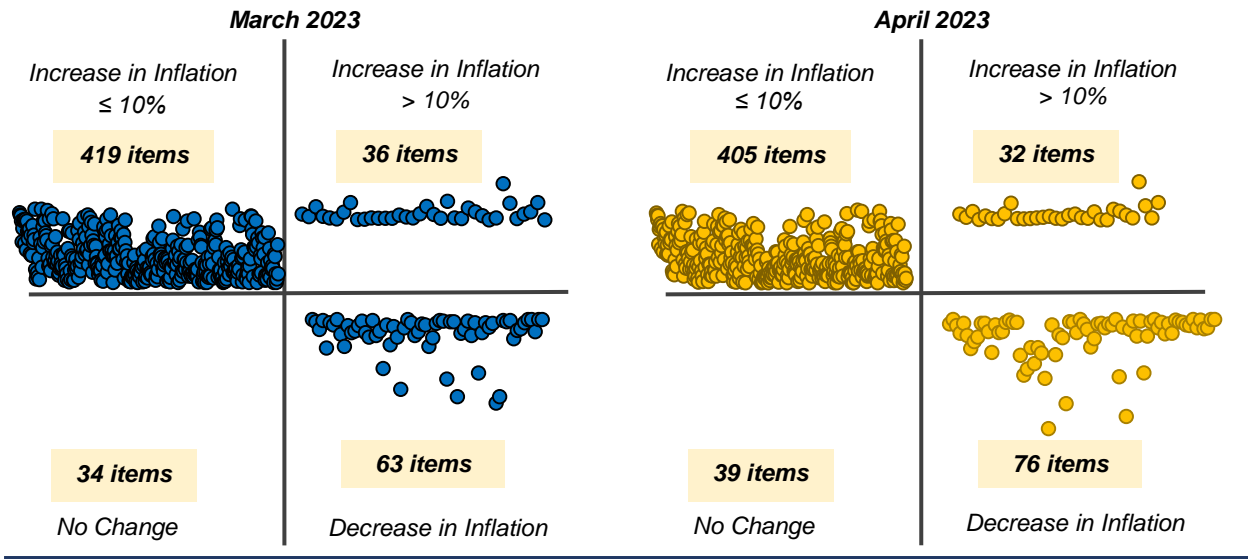 March 2023
Increase in Inflation
≤ 10%
Increase in Inflation
> 10%
419 items
36 items
34 items
63 items
No Change
Decrease in Inflation
April 2023
Increase in Inflation
≤ 10%
Increase in Inflation
> 10%
405 items
32 items
39 items
76 items
No Change
Decrease in Inflation